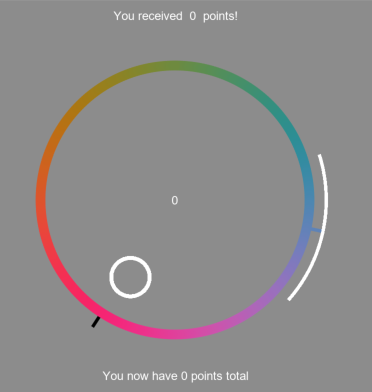 You received 0 points!
0
You now have 0 points total